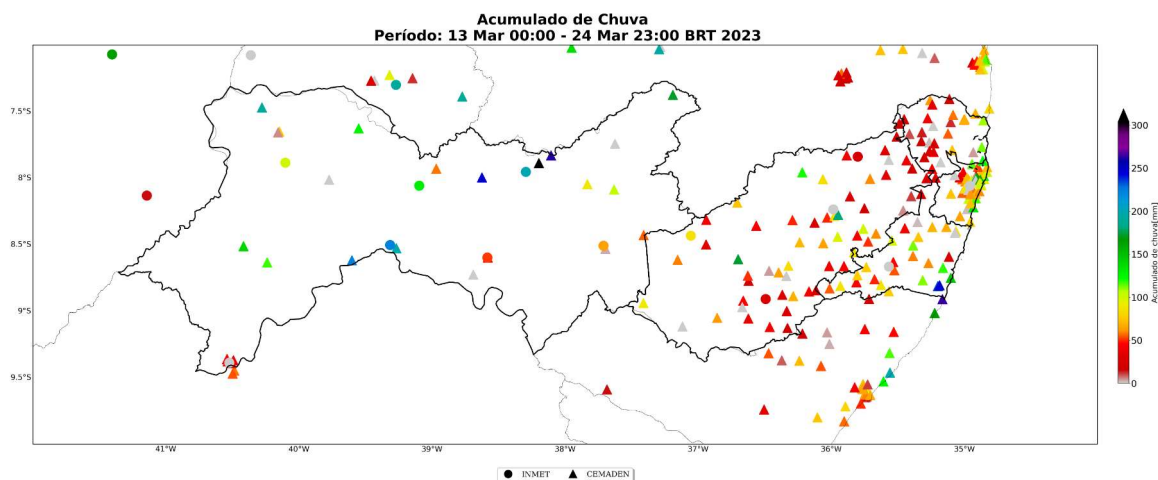 Acumulado de Chuva
Período: 13 Mar 00:00 - 24 Mar 23:00 BRT 2023
7.5°S
8°S
8.5°S
9°S
9.5°S
41°W
40°W
39°W
38°W
37°W
36°W
35°W
300
250
200
150
100
50
0
Acumulado de chuva[mm]
INMET
CEMADEN